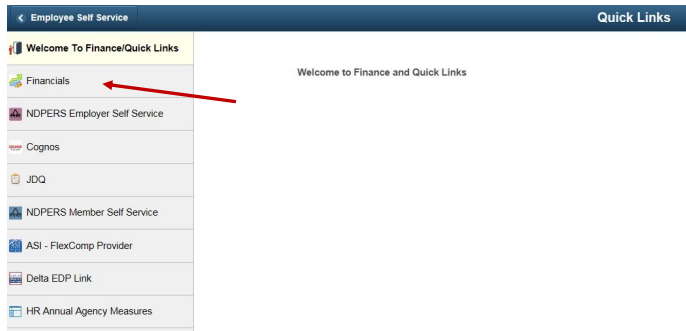 Employee Self Service
Quick Links
Welcome To Finance/Quick Links
Welcome to Finance and Quick Links
Financials
NDPERS Employer Self Service
Cognos
JDQ
NDPERS Member Self Service
ASI - FlexComp Provider
Delta EDP Link
HR Annual Agency Measures